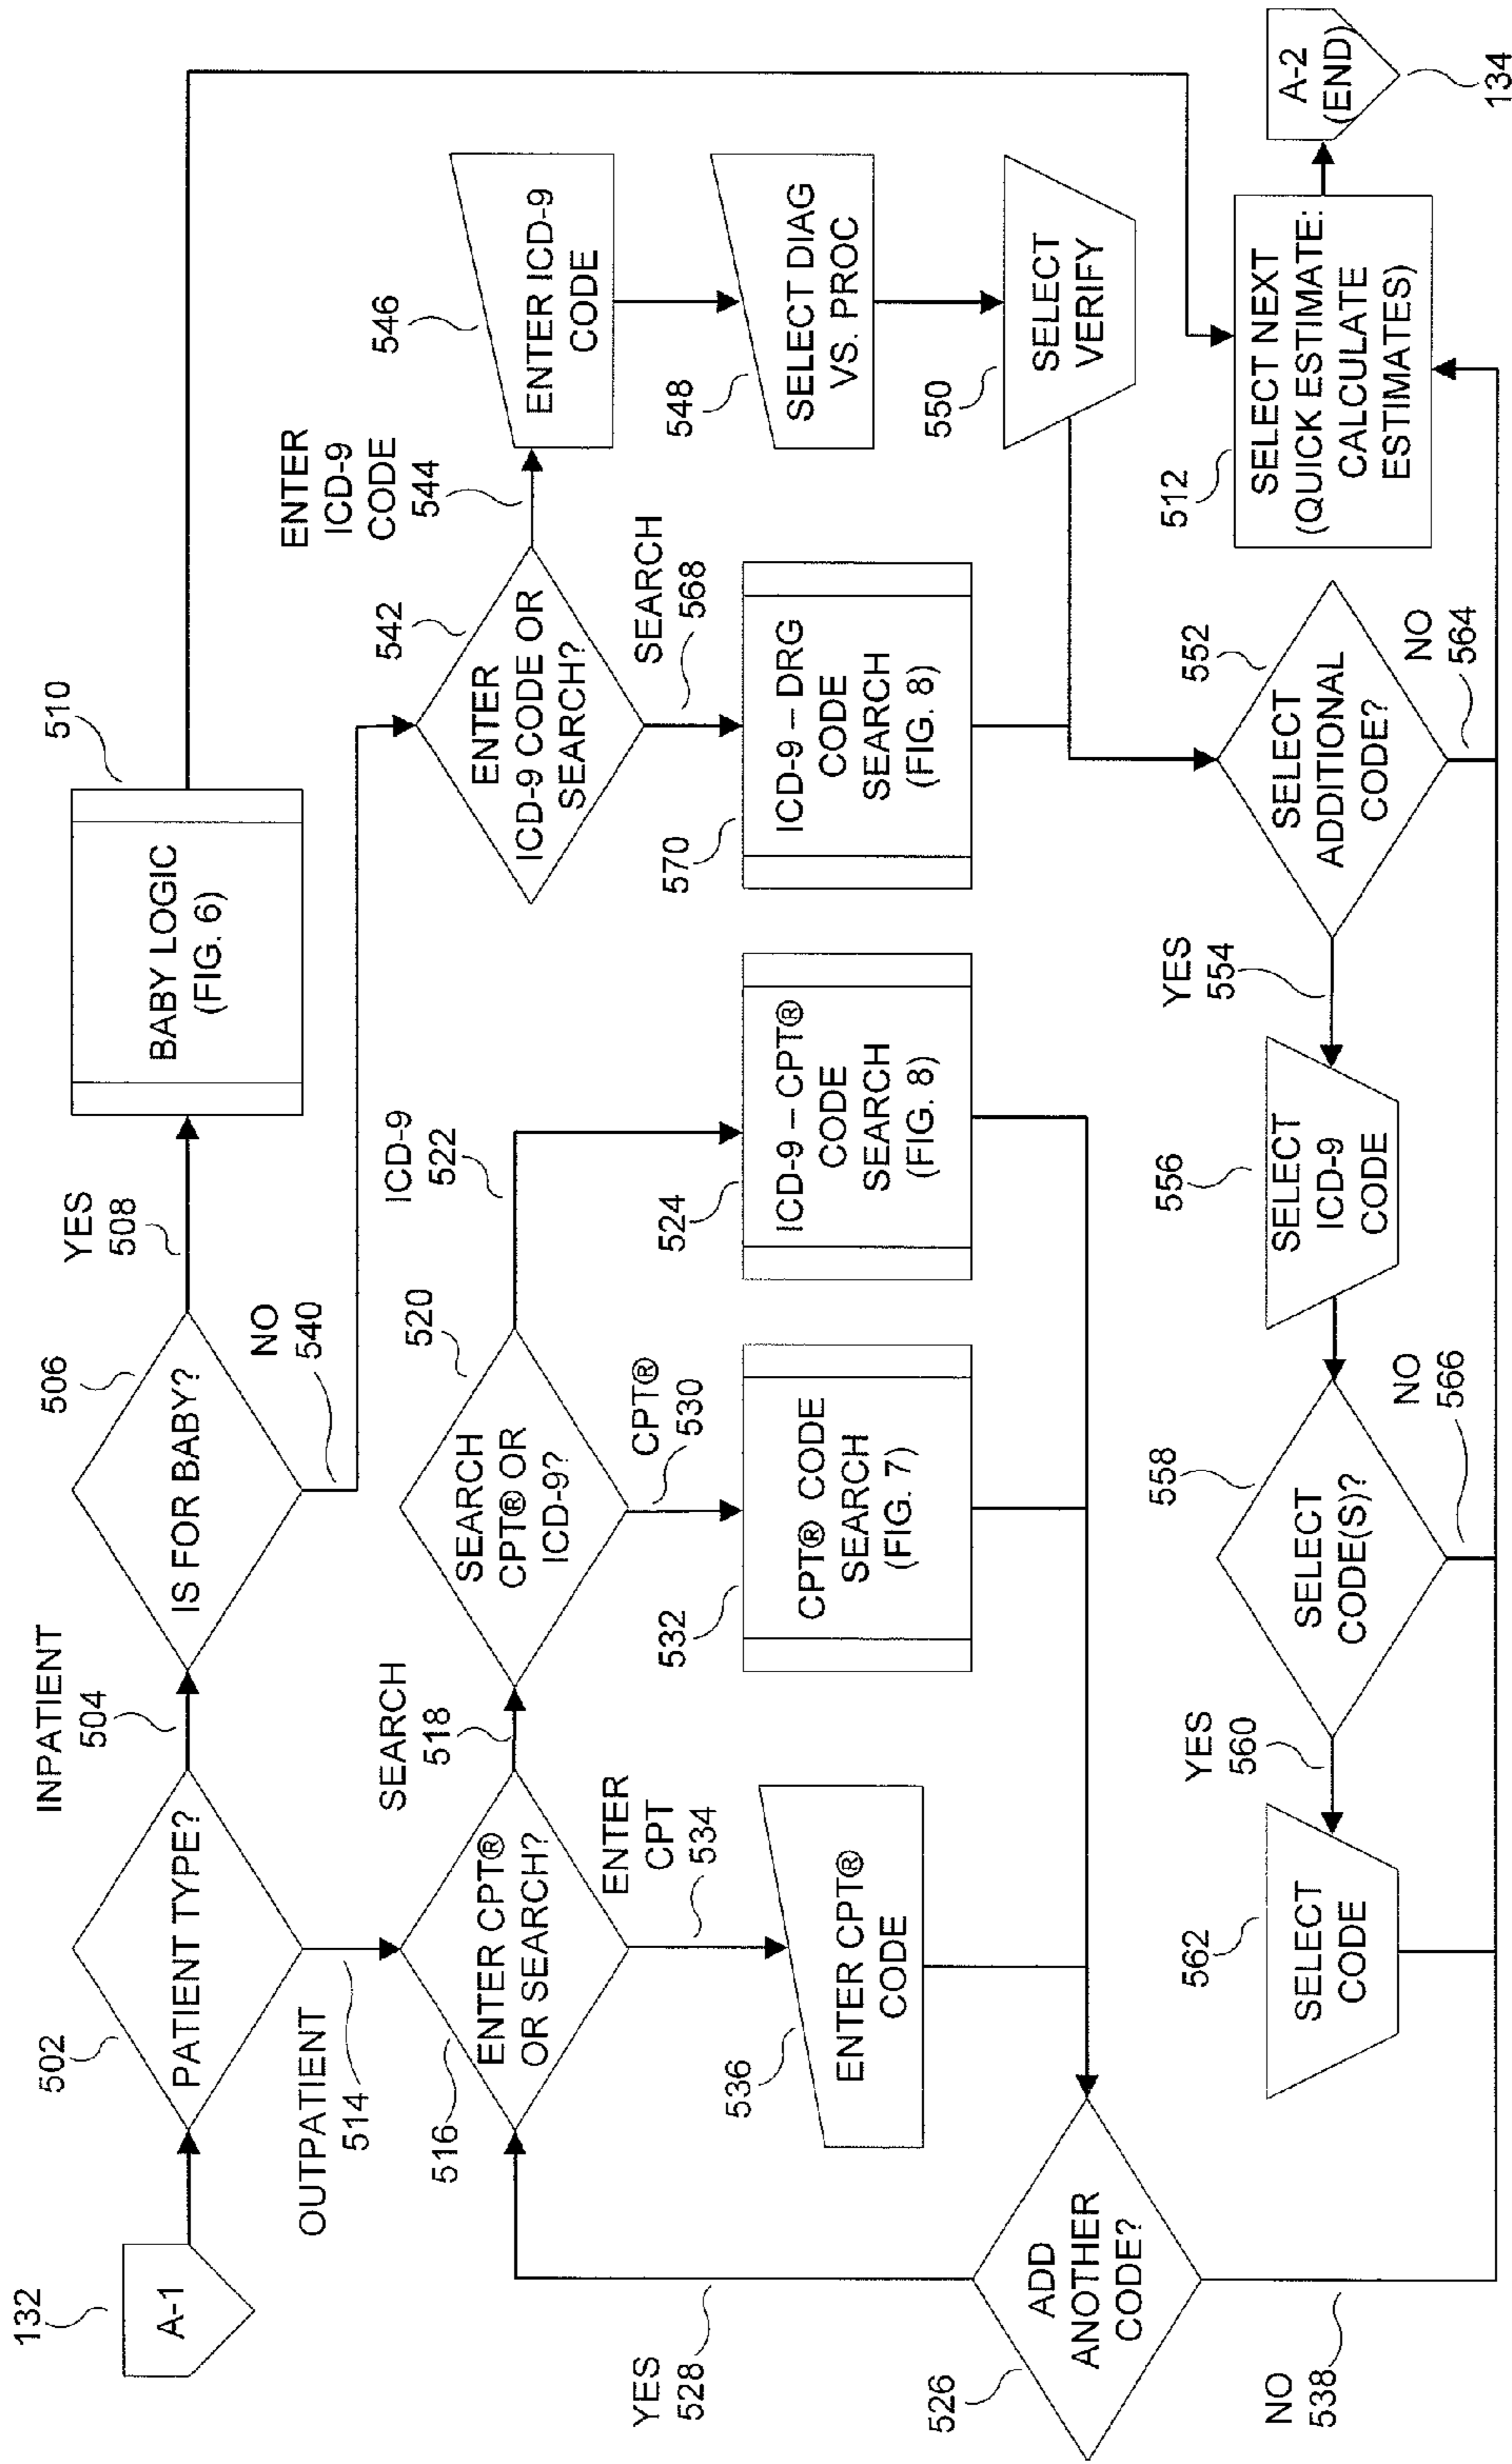 132
A-1
502
PATIENT TYPE?
INPATIENT
504
506
IS FOR BABY?
YES
508
510
BABY LOGIC
(FIG. 6)
NO
540
OUTPATIENT
514
516
ENTER CPT®
OR SEARCH?
SEARCH
518
520
SEARCH
CPT® OR
ICD-9?
ICD-9
522
542
ENTER
ICD-9 CODE OR
SEARCH?
ENTER
ICD-9
CODE
544
546
ENTER ICD-9
CODE
ENTER
CPT
534
CPT®
530
SEARCH
568
536
ENTER CPT®
CODE
532
CPT® CODE
SEARCH
(FIG. 7)
524
ICD-9 – CPT®
CODE
SEARCH
(FIG. 8)
570
ICD-9 – DRG
CODE
SEARCH
(FIG. 8)
548
SELECT DIAG
VS. PROC
550
SELECT
VERIFY
YES
528
526
ADD
ANOTHER
CODE?
NO
538
562
SELECT
CODE
YES
560
558
SELECT
CODE(S)?
NO
566
556
SELECT
ICD-9
CODE
YES
554
552
SELECT
ADDITIONAL
CODE?
NO
564
512
SELECT NEXT
(QUICK ESTIMATE:
CALCULATE
ESTIMATES)
A-2
(END)
134